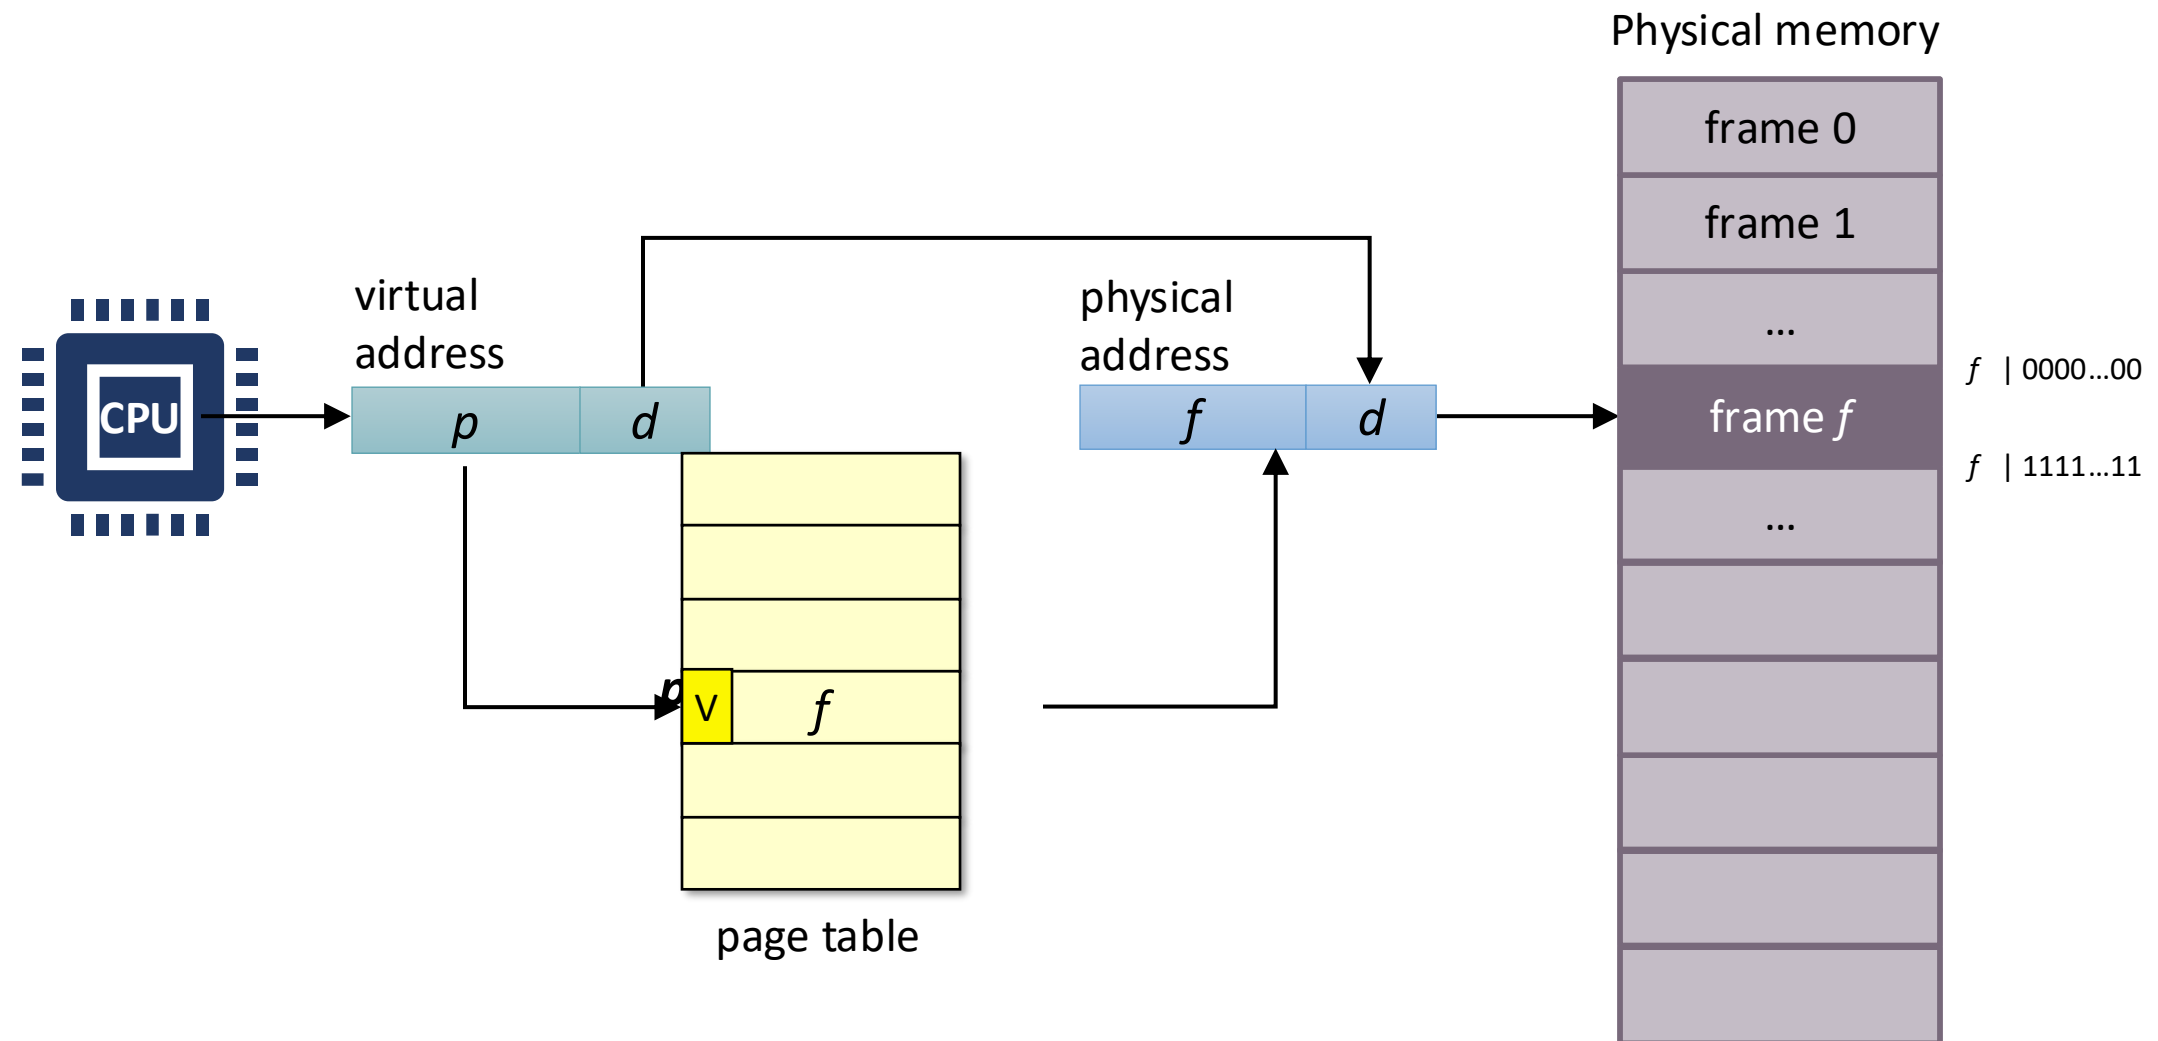 Physical memory
frame 0
frame 1
...
frame f
...
f | 0000...00
f | 1111...11
CPU
virtual
address
p d
physical
address
f d
p
V f
page table